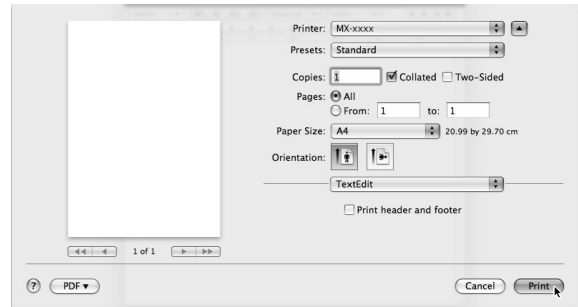 Printer: MX-xxxx
Presets: Standard
Copies: 1 Collated Two-Sided
Pages: All
From: 1 to: 1
Paper Size: A4 20.99 by 29.70 cm
Orientation:
TextEdit
Print header and footer
1 of 1
? PDF Cancel Print